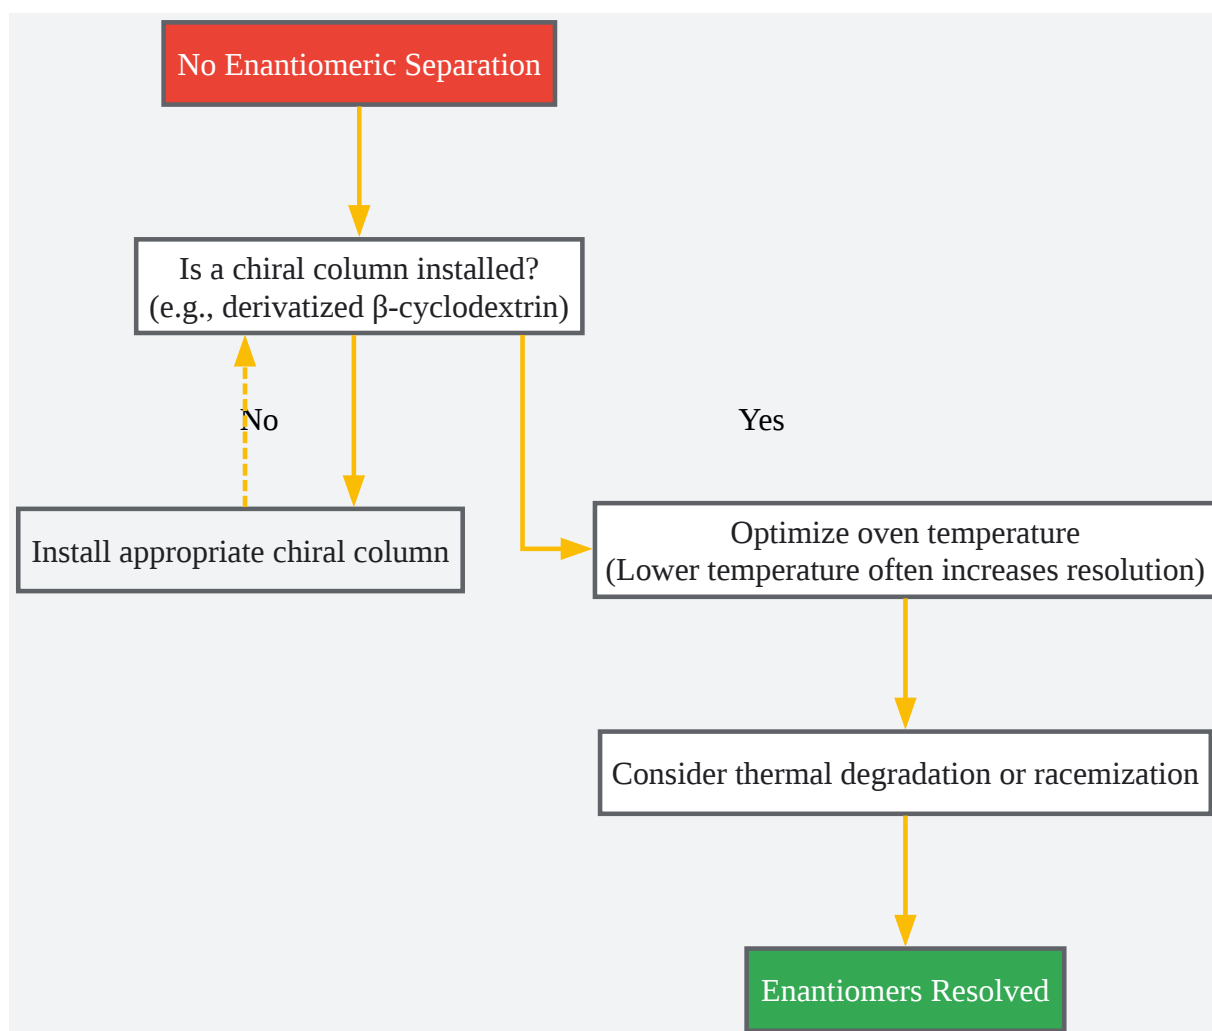 No Enantiomeric Separation
Is a chiral column installed?
(e.g., derivatized β-cyclodextrin)
No
Yes
Install appropriate chiral column
Optimize oven temperature
(Lower temperature often increases resolution)
Consider thermal degradation or racemization
Enantiomers Resolved